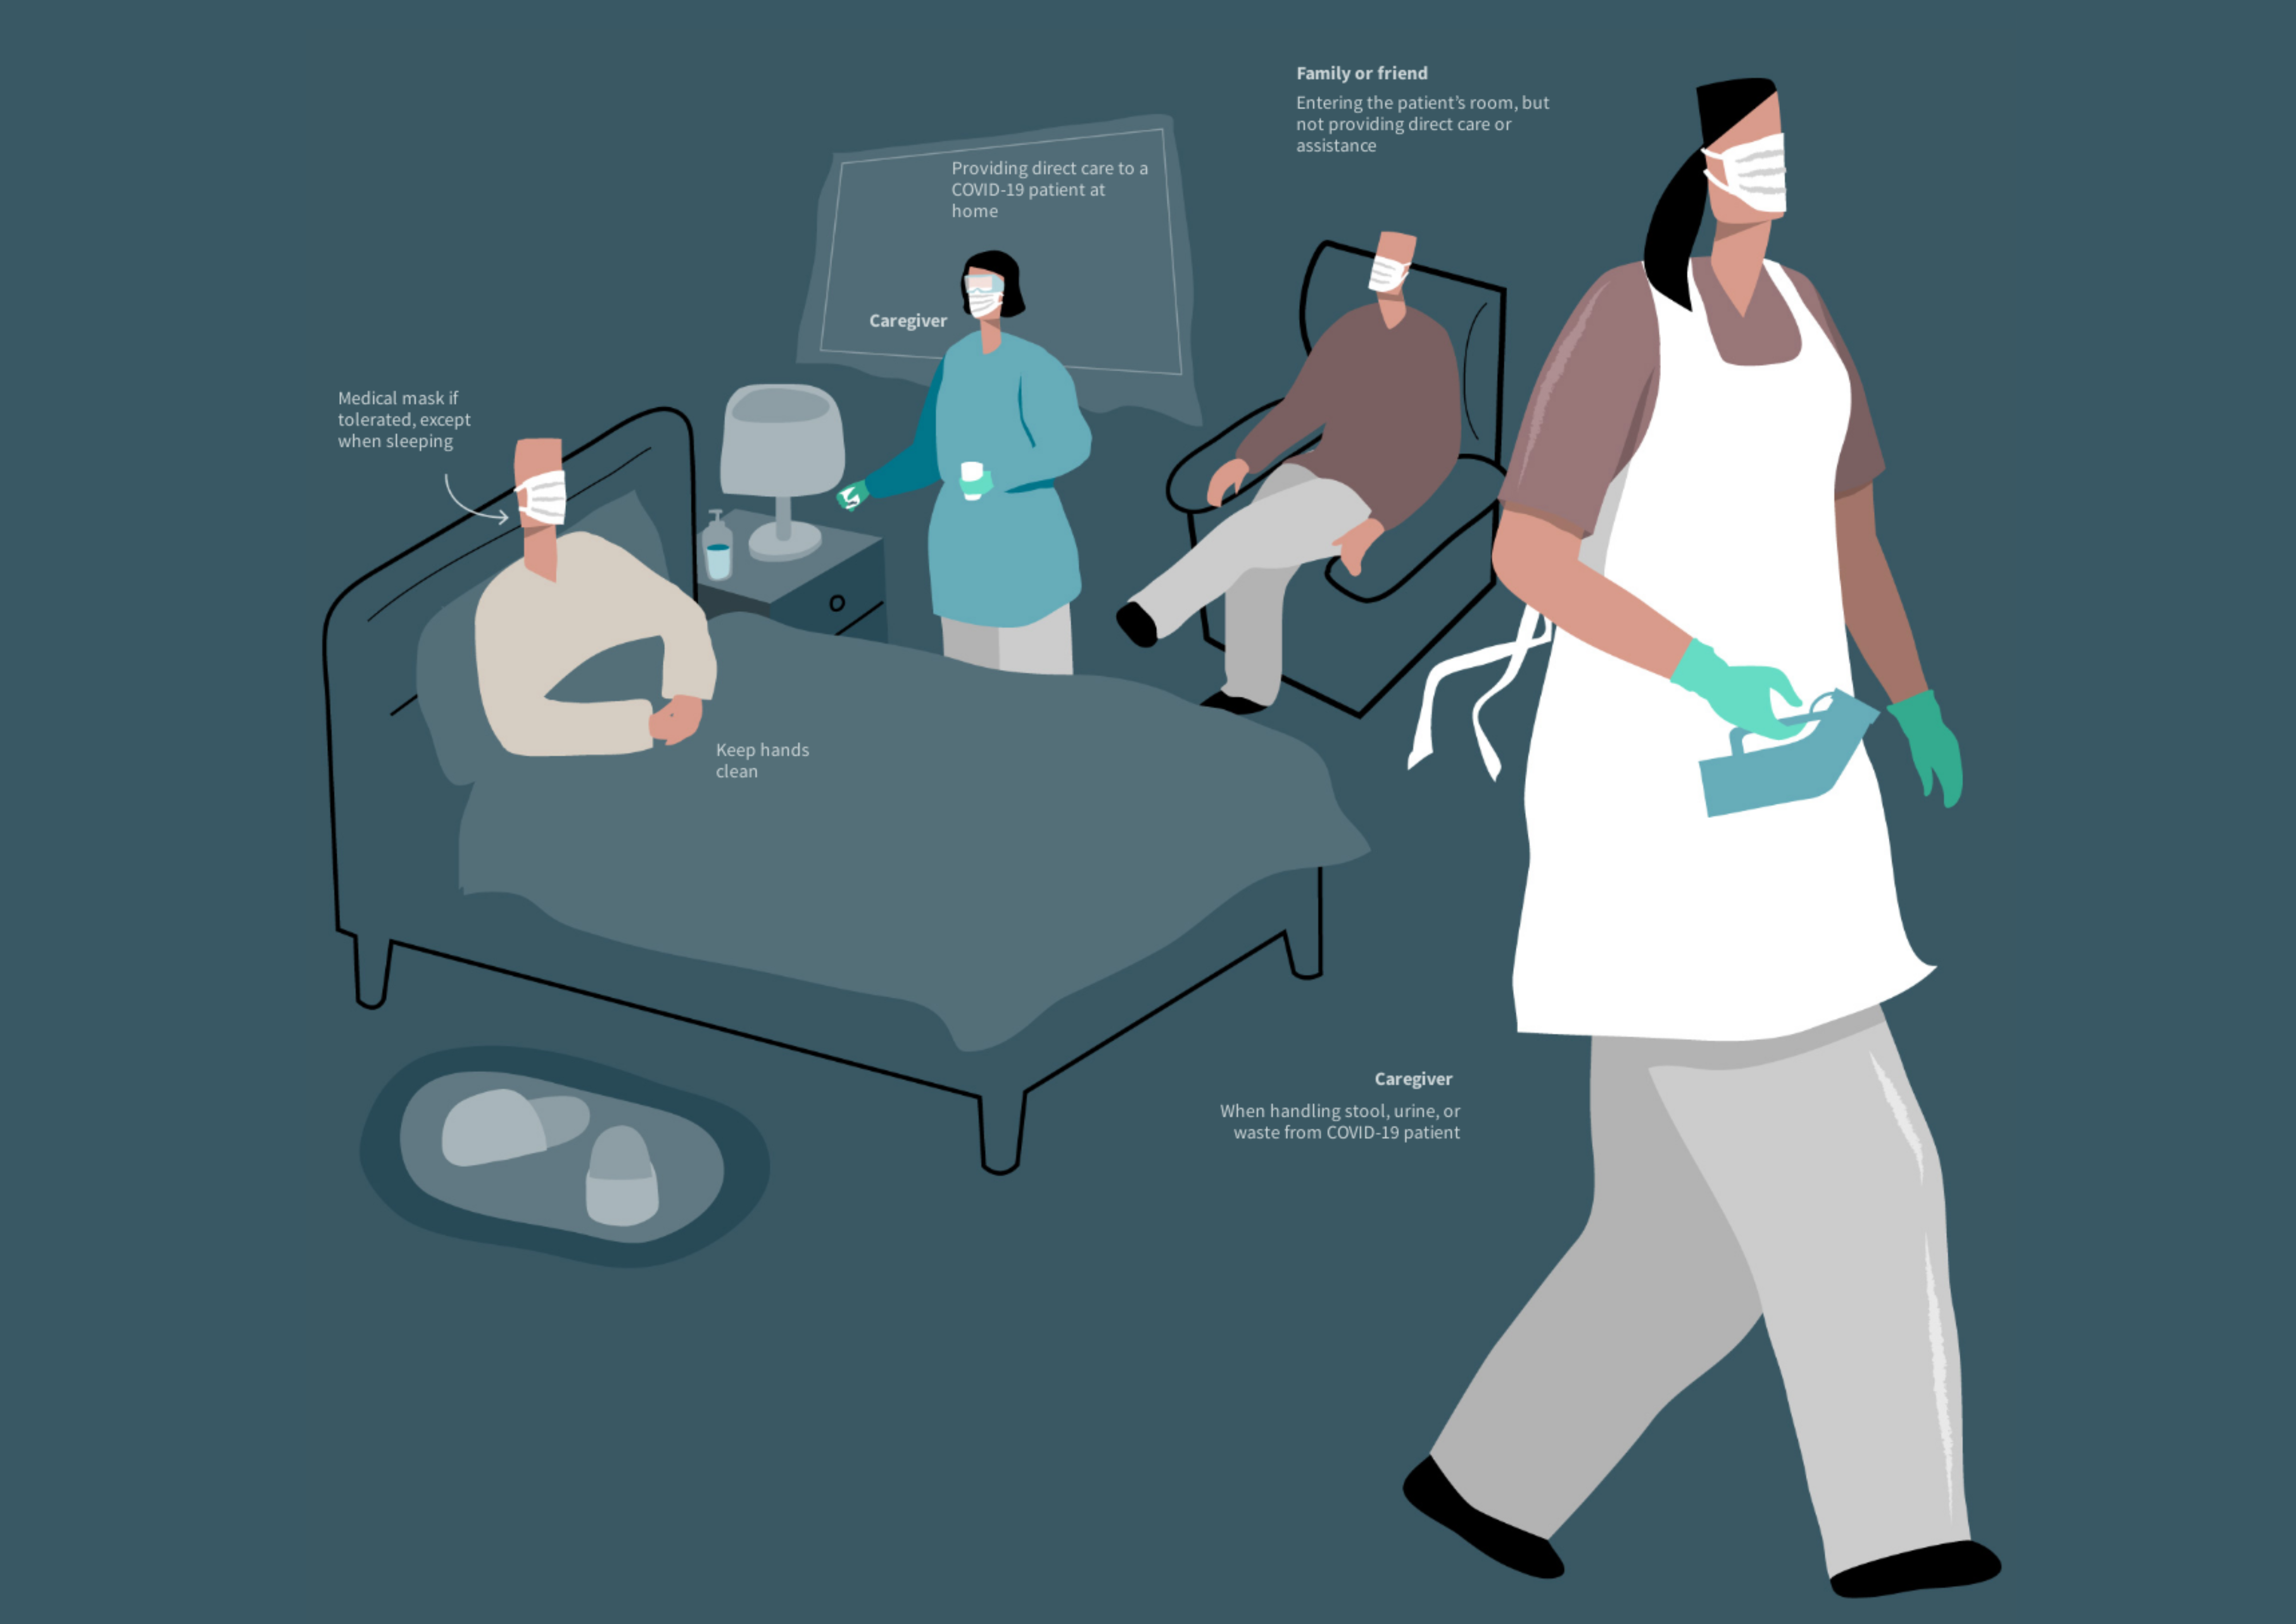 Family or friend
Entering the patient’s room, but
not providing direct care or
assistance
Providing direct care to a
COVID-19 patient at
home
Caregiver
Medical mask if
tolerated, except
when sleeping
Keep hands
clean
Caregiver
When handling stool, urine, or
waste from COVID-19 patient